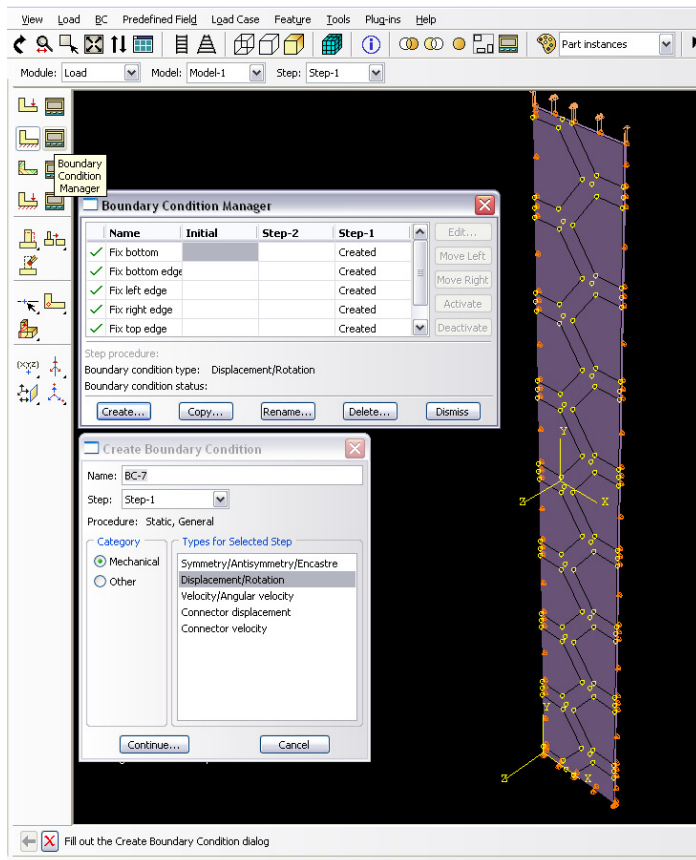 View Load BC Predefined Field Load Case Feature Tools Plug-ins Help
Part instances
Module: Load Model: Model-1 Step: Step-1
Boundary
Condition
Manager
Boundary Condition Manager
Name Initial Step-2 Step-1 Edit...
Fix bottom Created Move Left
Fix bottom edge Created Move Right
Fix left edge Created
Fix right edge Created Activate
Fix top edge Created Deactivate
Step procedure:
Boundary condition type: Displacement/Rotation
Boundary condition status:
Create... Copy... Rename... Delete... Dismiss
Create Boundary Condition
Name: BC-7
Step: Step-1
Procedure: Static, General
Category Types for Selected Step
Mechanical Symmetry/Antisymmetry/Encastre
Other Displacement/Rotation
Velocity/Angular velocity
Connector displacement
Connector velocity
Continue... Cancel
(XYZ)
Y
Z X
Y
Z X
Fill out the Create Boundary Condition dialog